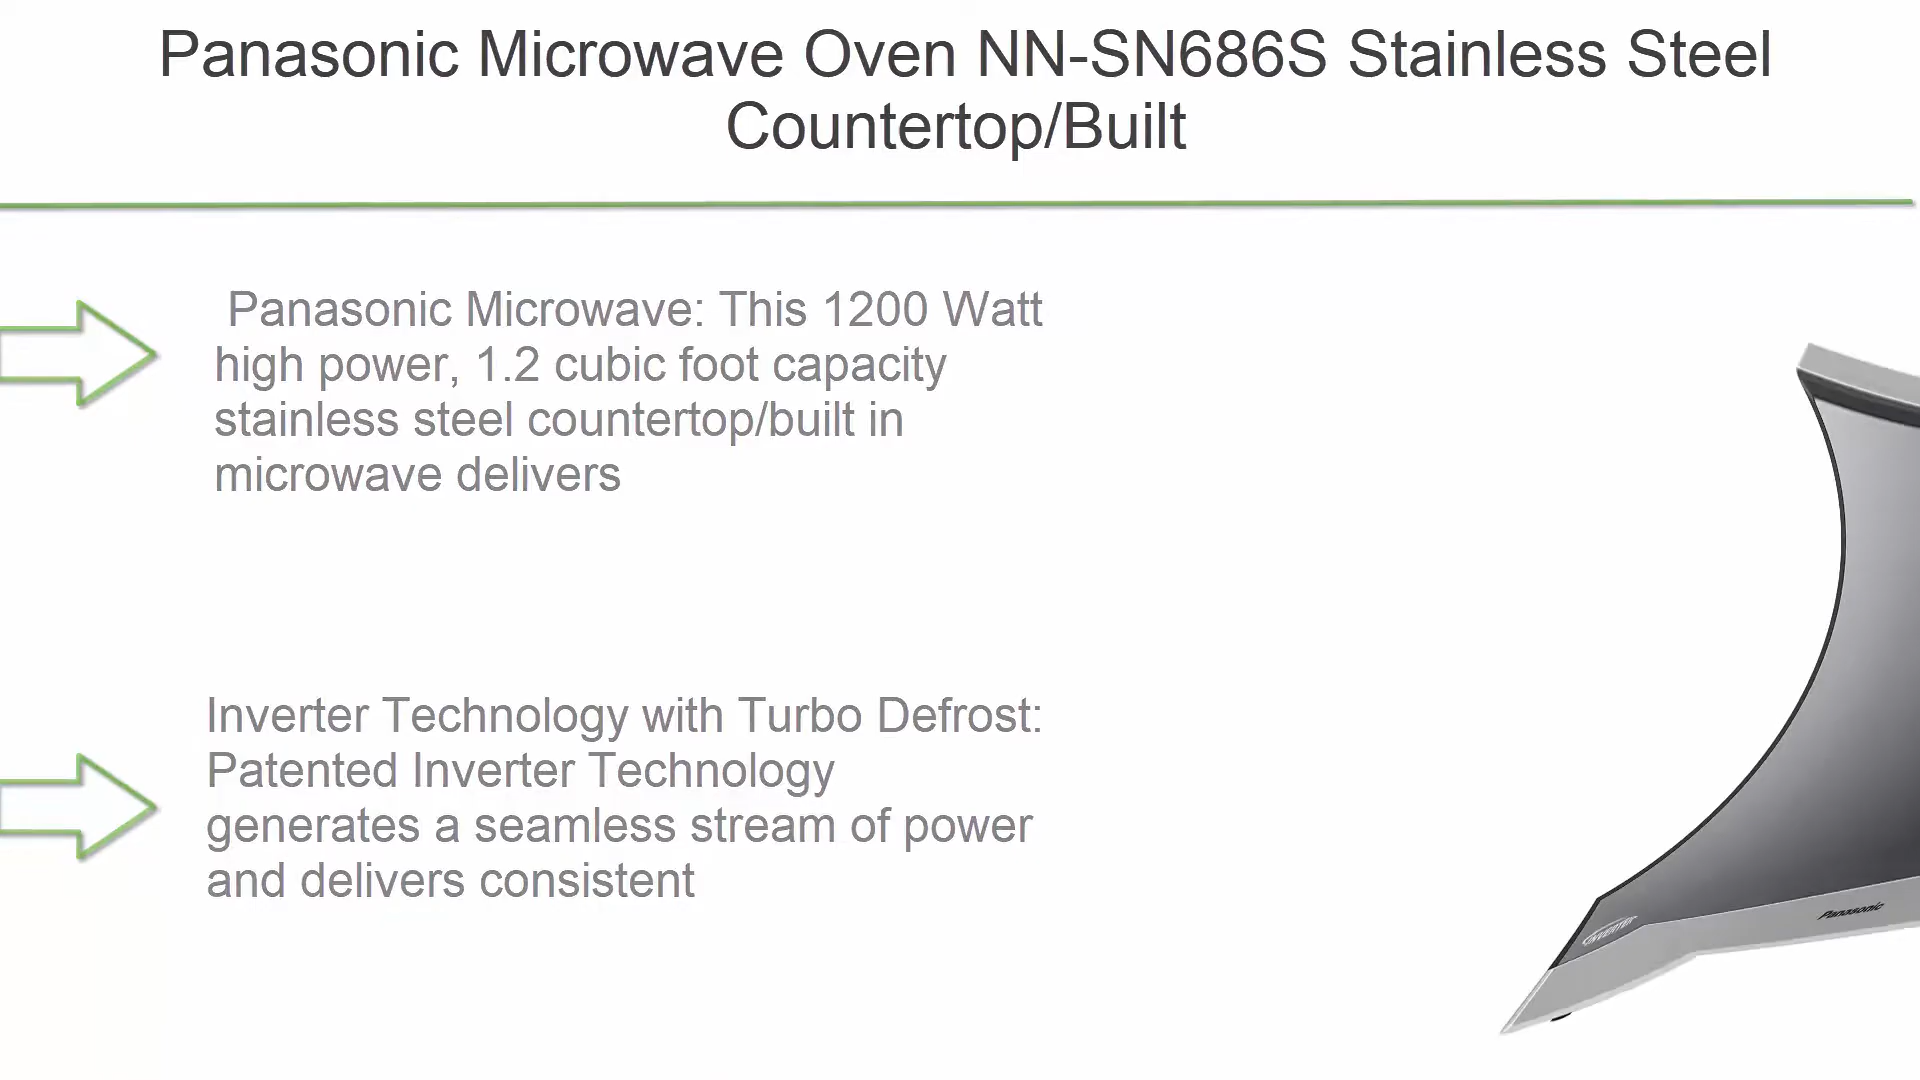 Panasonic Microwave Oven NN-SN686S Stainless Steel
Countertop/Built
Panasonic Microwave: This 1200 Watt
high power, 1.2 cubic foot capacity
stainless steel countertop/built in
microwave delivers
Inverter Technology with Turbo Defrost:
Patented Inverter Technology
generates a seamless stream of power
and delivers consistent
INVERTER
Panasonic